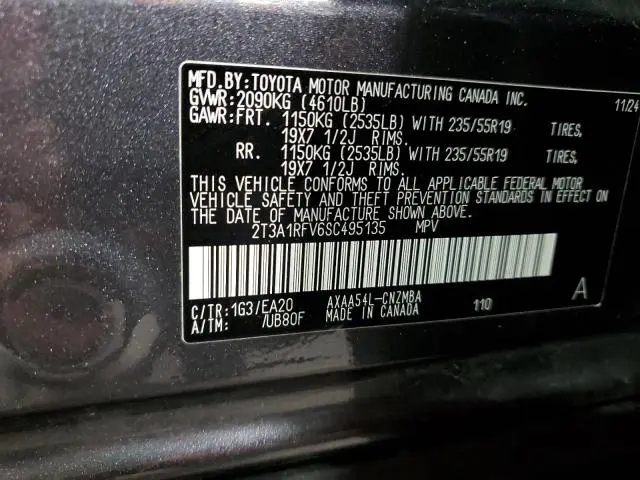 MFD.BY:TOYOTA MOTOR MANUFACTURING CANADA INC. 11/24
GVWR:2090KG (4610LB)
GAWR:FRT. 1150KG (2535LB) WITH 235/55R19 TIRES,
19X7 1/2J RIMS.
RR. 1150KG (2535LB) WITH 235/55R19 TIRES,
19X7 1/2J RIMS.
THIS VEHICLE CONFORMS TO ALL APPLICABLE FEDERAL MOTOR
VEHICLE SAFETY AND THEFT PREVENTION STANDARDS IN EFFECT ON
THE DATE OF MANUFACTURE SHOWN ABOVE.
2T3A1RFV6SC495135 MPV
C/TR:1G3/EA20 AXAA54L-CNZMBA 110 A
A/TM: /UB80F MADE IN CANADA